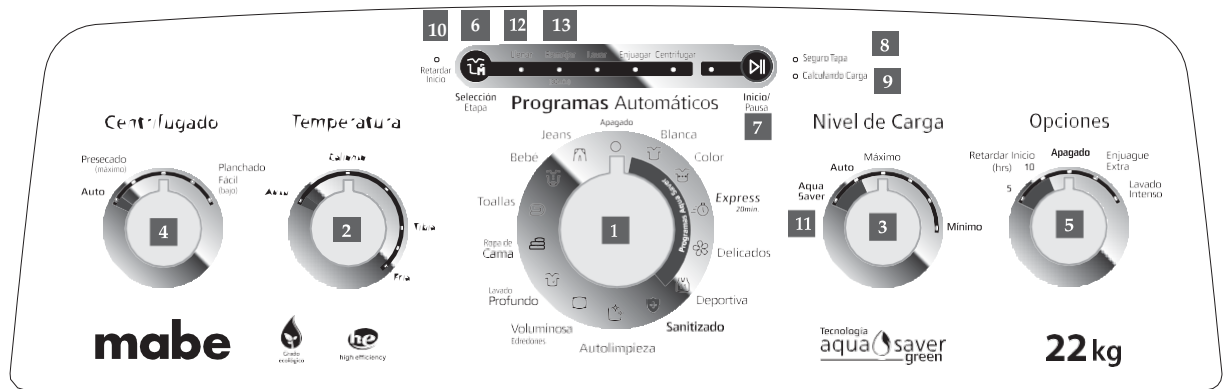 10
6
12
13
8
9
7
Retardar
Inicio
Enjuagar Centrifugar
Seguro Tapa
Calculando Carga
Selección
Etapa
Programas Automáticos
Inicio/
Pausa
Centrifugado
Presecado
(máximo)
Auto
Planchado
Fácil
(bajo)
4
Temperatura
Caliente
Auto
Tibia
Fría
2
Apagado
Blanca
Color
Express
20min.
Delicados
Deportiva
Sanitizado
Autolimpieza
Voluminosa
Edredones
Lavado
Profundo
Ropa de
Cama
Toallas
Bebe
Jeans
Programas Aqua Saver
1
Nivel de Carga
Máximo
Auto
Aqua
Saver
Mínimo
11
3
Opciones
Retardar Inicio
(hrs) 10
5
Apagado
Enjuague
Extra
Lavado
Intenso
5
mabe
Grado
ecológico
he
high efficiency
Tecnología
aqua saver
green
22 kg